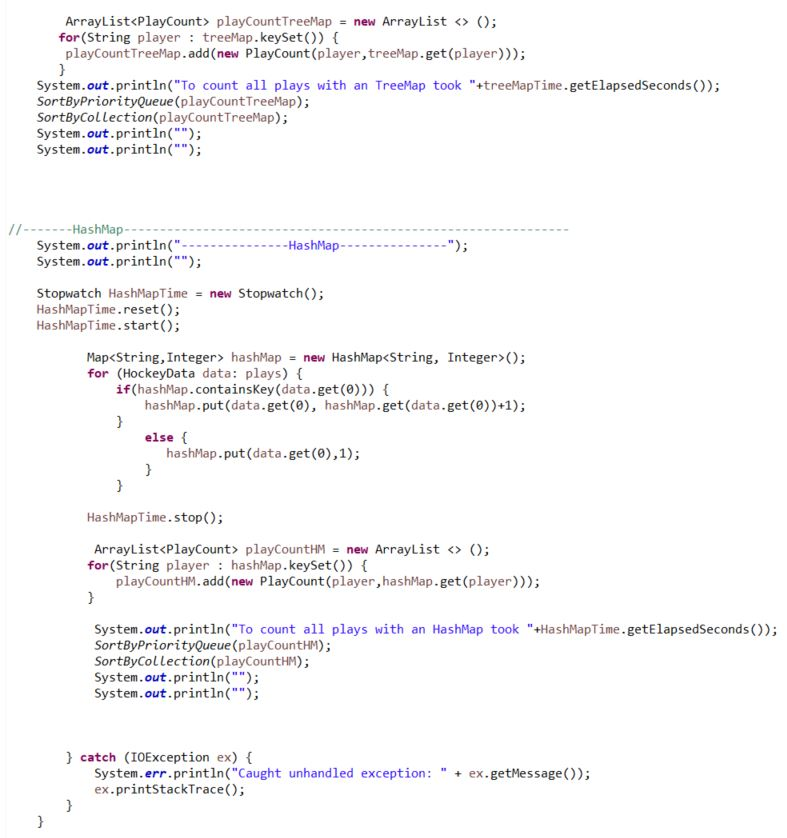 ArrayList<PlayCount> playCountTreeMap = new ArrayList <> ();
for(String player : treeMap.keySet()) {
playCountTreeMap.add(new PlayCount(player,treeMap.get(player)));
}
System.out.println("To count all plays with an TreeMap took "+treeMapTime.getElapsedSeconds());
SortByPriorityQueue(playCountTreeMap);
SortByCollection(playCountTreeMap);
System.out.println("");
System.out.println("");
//-------HashMap--------------------------------------------------------------
System.out.println("---------------HashMap---------------");
System.out.println("");
Stopwatch HashMapTime = new Stopwatch();
HashMapTime.reset();
HashMapTime.start();
Map<String,Integer> hashMap = new HashMap<String, Integer>();
for (HockeyData data: plays) {
if(hashMap.containsKey(data.get(0))) {
hashMap.put(data.get(0), hashMap.get(data.get(0))+1);
}
else {
hashMap.put(data.get(0),1);
}
}
HashMapTime.stop();
ArrayList<PlayCount> playCountHM = new ArrayList <> ();
for(String player : hashMap.keySet()) {
playCountHM.add(new PlayCount(player,hashMap.get(player)));
}
System.out.println("To count all plays with an HashMap took "+HashMapTime.getElapsedSeconds());
SortByPriorityQueue(playCountHM);
SortByCollection(playCountHM);
System.out.println("");
System.out.println("");
} catch (IOException ex) {
System.err.println("Caught unhandled exception: " + ex.getMessage());
ex.printStackTrace();
}
}